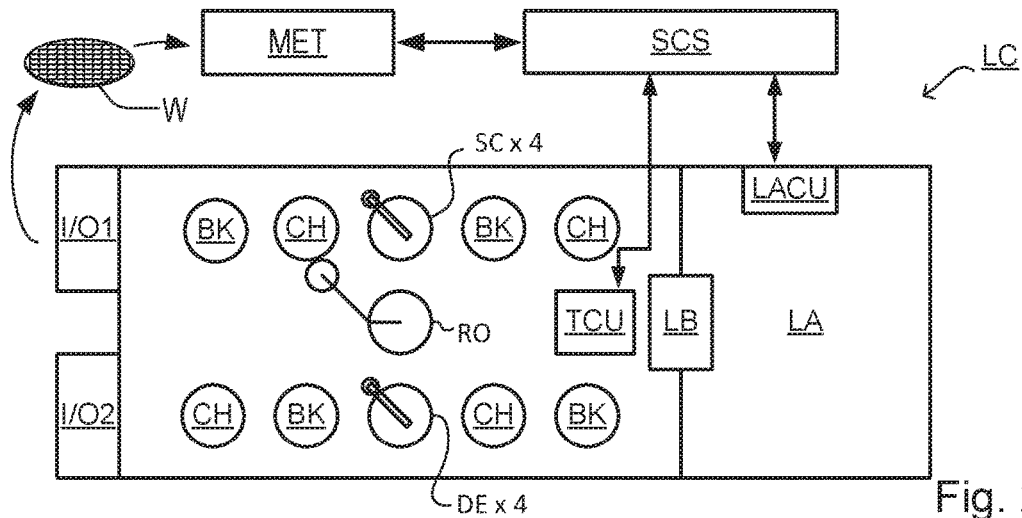 MET
SCS
LC
W
SC x 4
I/O1
BK
CH
BK
CH
LACU
RO
TCU
LB
LA
I/O2
CH
BK
CH
BK
DE x 4
Fig.